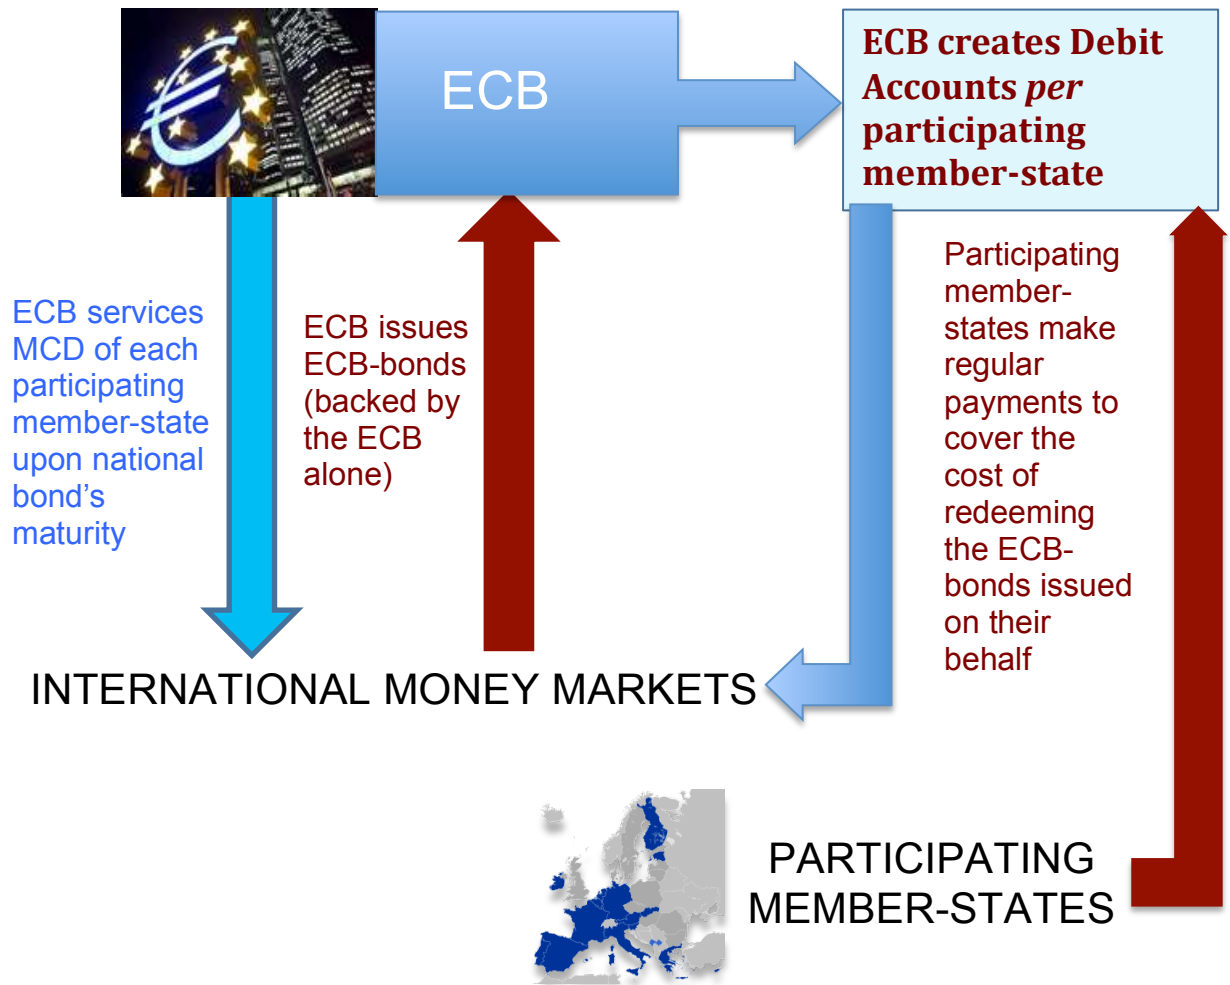 ECB
ECB creates Debit
Accounts per
participating
member-state
ECB services
MCD of each
participating
member-state
upon national
bond’s
maturity
ECB issues
ECB-bonds
(backed by
the ECB
alone)
Participating
member-
states make
regular
payments to
cover the
cost of
redeeming
the ECB-
bonds issued
on their
behalf
INTERNATIONAL MONEY MARKETS
PARTICIPATING
MEMBER-STATES